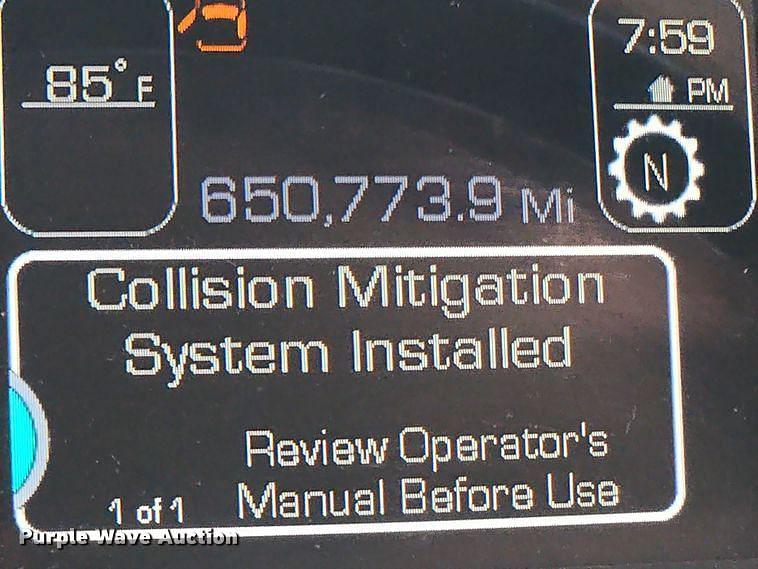 85°F
7:59
PM
N
650,773.9 Mi
Collision Mitigation
System Installed
Review Operator's
Manual Before Use
1 of 1
Purple Wave Auction